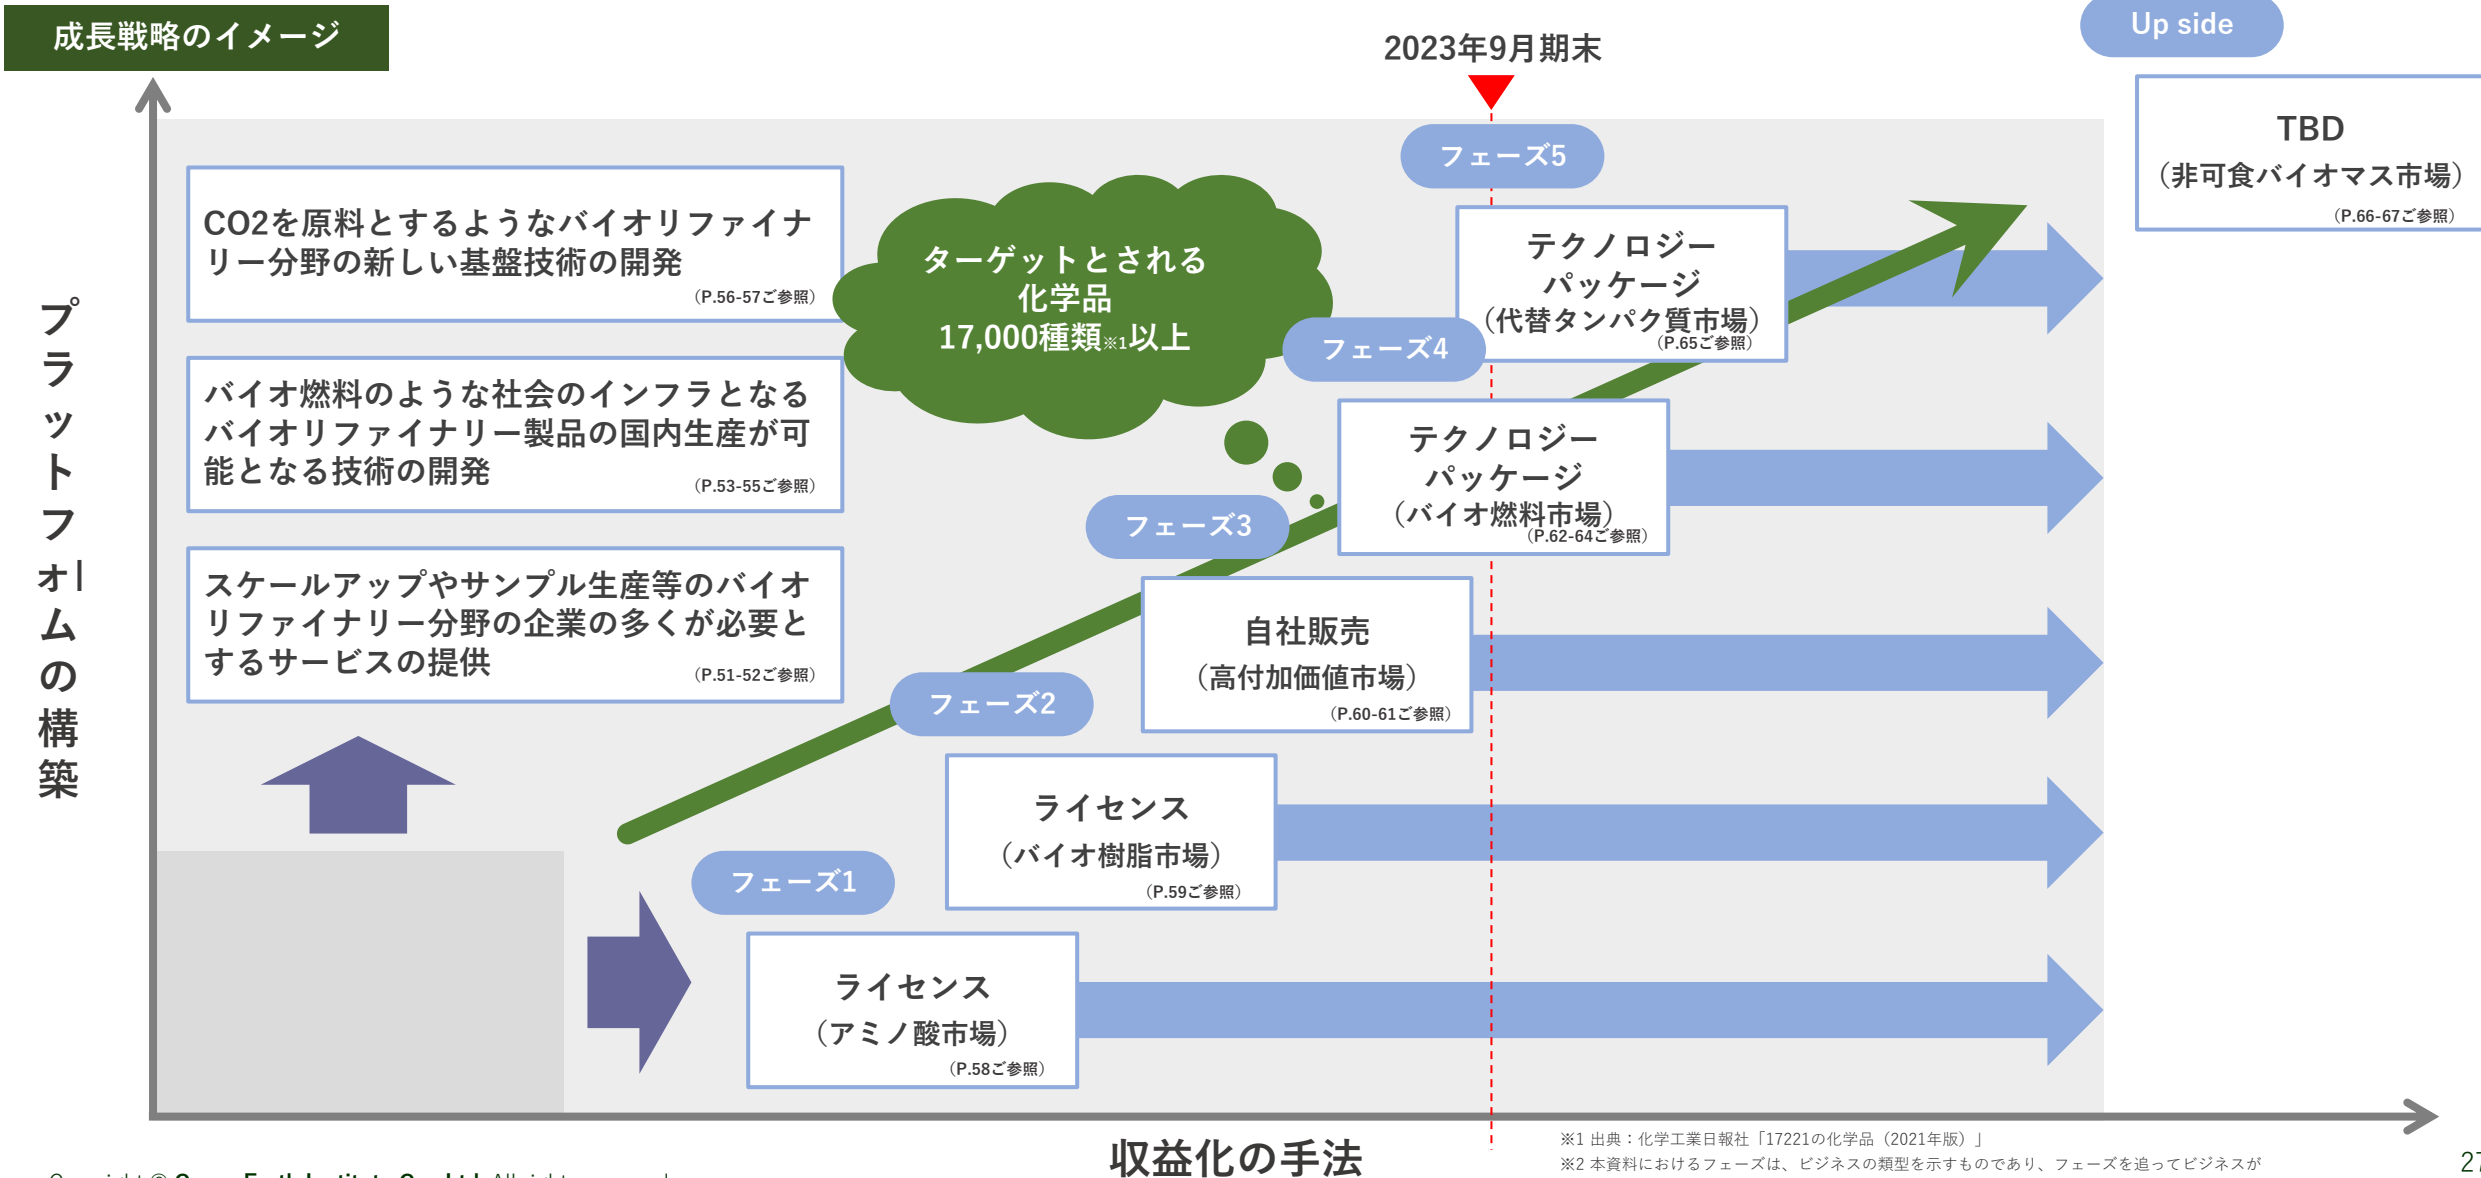 成長戦略のイメージ
2023年9月期末
Up side
TBD
（非可食バイオマス市場）
（P.66-67ご参照）
プラットフォームの構築
CO2を原料とするようなバイオリファイナ
リー分野の新しい基盤技術の開発
（P.56-57ご参照）
バイオ燃料のような社会のインフラとなる
バイオリファイナリー製品の国内生産が可
能となる技術の開発
（P.53-55ご参照）
スケールアップやサンプル生産等のバイオ
リファイナリー分野の企業の多くが必要と
するサービスの提供
（P.51-52ご参照）
ターゲットとされる
化学品
17,000種類※1以上
フェーズ5
テクノロジー
パッケージ
（代替タンパク質市場）
（P.65ご参照）
フェーズ4
テクノロジー
パッケージ
（バイオ燃料市場）
（P.62-64ご参照）
フェーズ3
自社販売
（高付加価値市場）
（P.60-61ご参照）
フェーズ2
ライセンス
（バイオ樹脂市場）
（P.59ご参照）
フェーズ1
ライセンス
（アミノ酸市場）
（P.58ご参照）
収益化の手法
※1 出典：化学工業日報社「17221の化学品（2021年版）」
※2 本資料におけるフェーズは、ビジネスの類型を示すものであり、フェーズを追ってビジネスが